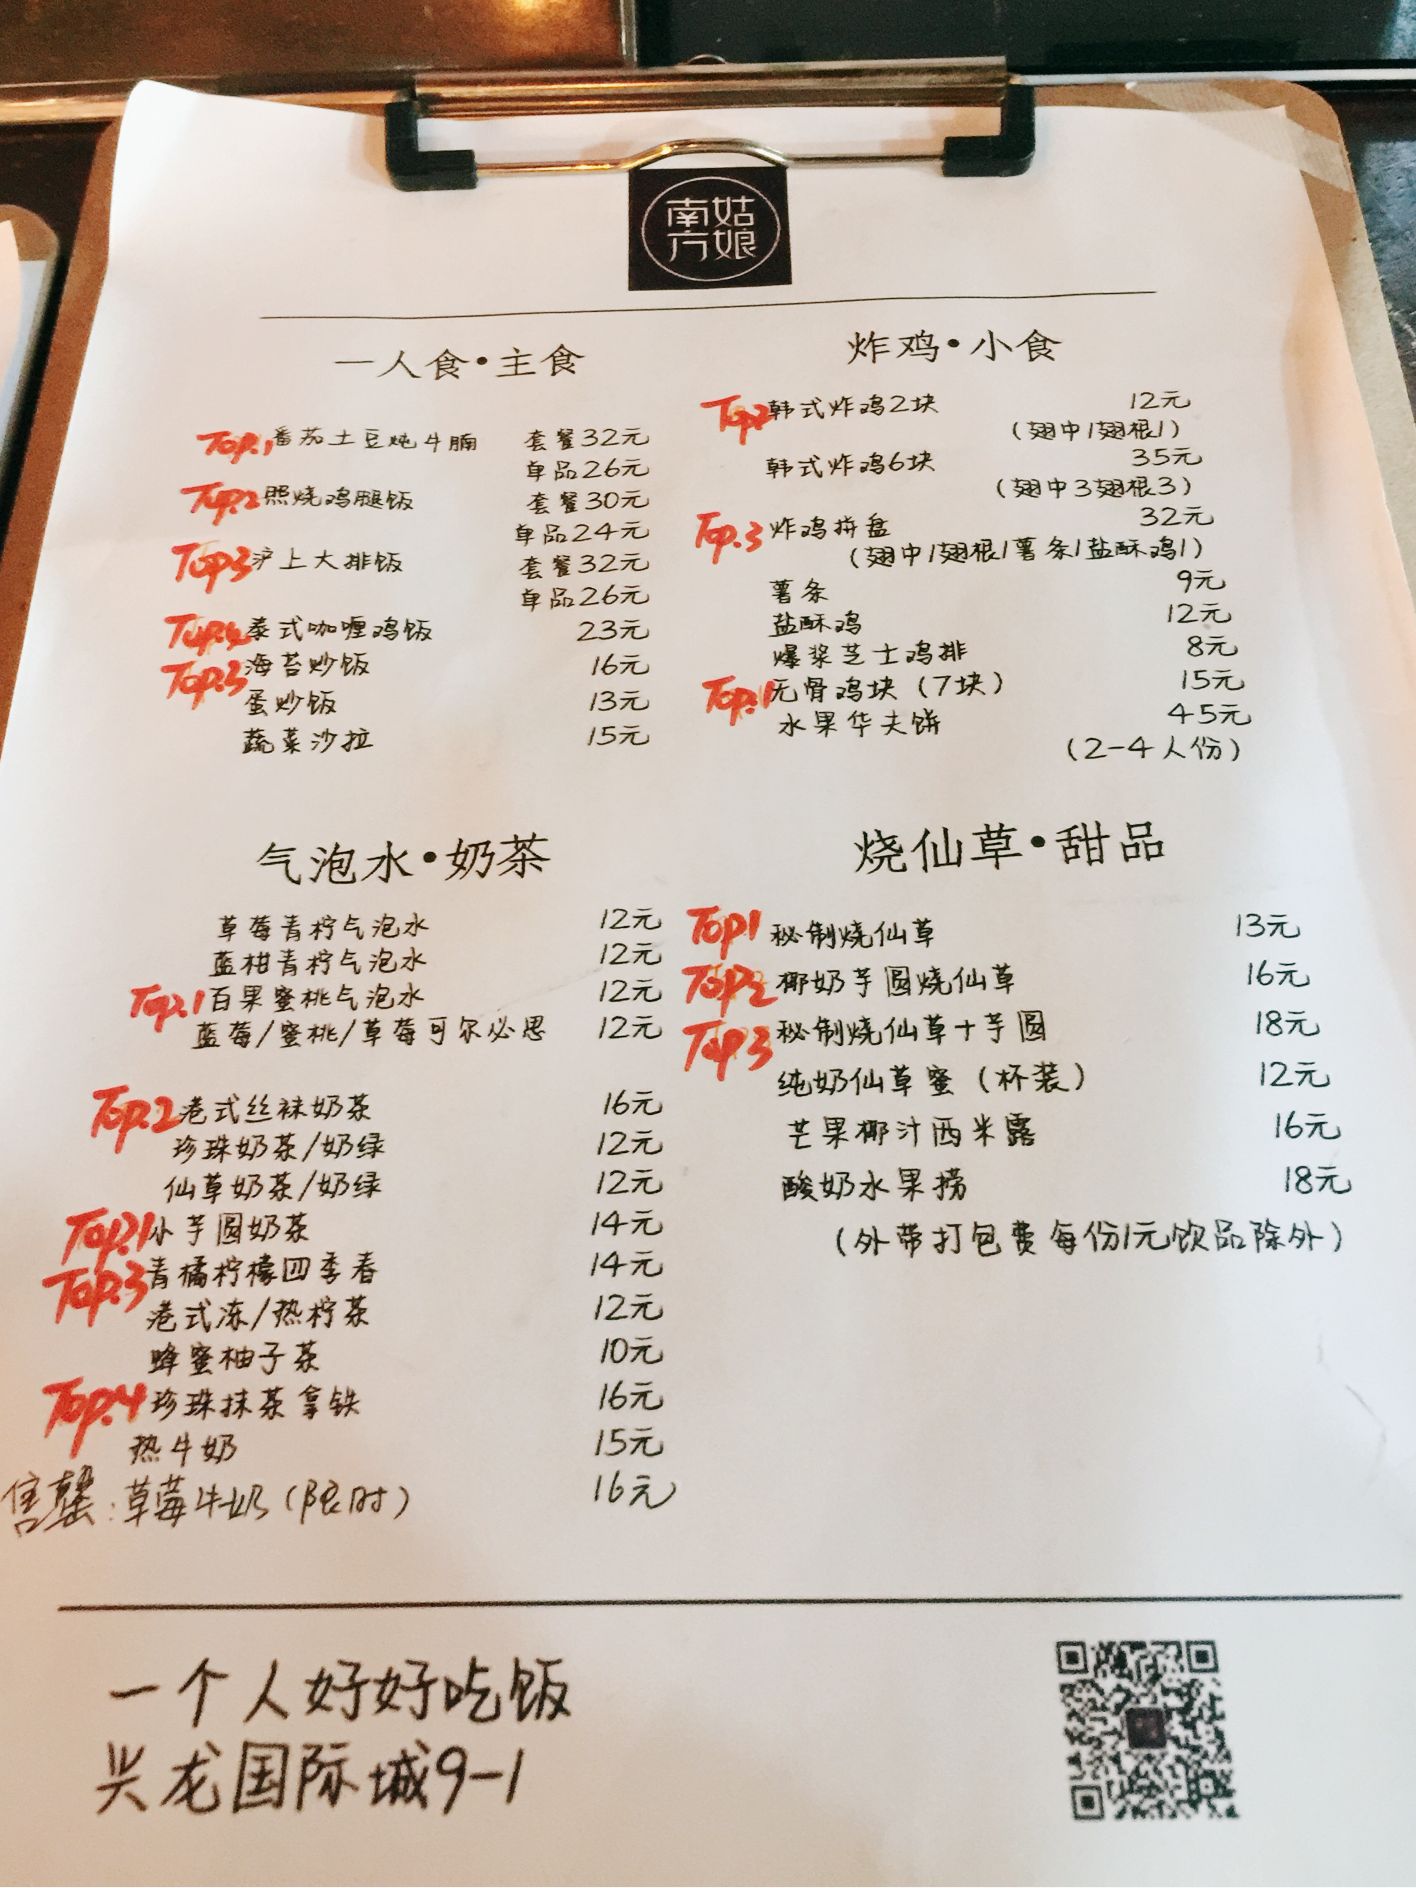 南方姑娘
一人食·主食
Top.1番茄土豆炖牛腩 套餐32元
单品26元
Top.2照烧鸡腿饭 套餐30元
单品24元
Top3沪上大排饭 套餐32元
单品26元
Top.4泰式咖喱鸡饭 23元
Top.5海苔炒饭 16元
蛋炒饭 13元
蔬菜沙拉 15元
炸鸡·小食
Top2韩式炸鸡2块 12元
(翅中1翅根1)
韩式炸鸡6块 35元
(翅中3翅根3)
Top.3炸鸡拼盘 32元
(翅中1翅根1薯条1盐酥鸡1)
薯条 9元
盐酥鸡 12元
爆浆芝士鸡排 8元
Top.1无骨鸡块(7块) 15元
水果华夫饼 45元
(2-4人份)
气泡水·奶茶
草莓青柠气泡水 12元
蓝柑青柠气泡水 12元
Top.1百果蜜桃气泡水 12元
蓝莓/蜜桃/草莓可尔必思 12元
Top.2港式丝袜奶茶 16元
珍珠奶茶/奶绿 12元
仙草奶茶/奶绿 12元
Top.1小芋圆奶茶 14元
Top.3青橘柠檬四季春 14元
港式冻/热柠茶 12元
蜂蜜柚子茶 10元
Top.4珍珠抹茶拿铁 16元
热牛奶 15元
售罄:草莓牛奶(限时) 16元
烧仙草·甜品
Top1秘制烧仙草 13元
Top2椰奶芋圆烧仙草 16元
Top3秘制烧仙草+芋圆 18元
纯奶仙草蜜(杯装) 12元
芒果椰汁西米露 16元
酸奶水果捞 18元
(外带打包费每份1元饮品除外)
一个人好好吃饭
兴龙国际城9-1